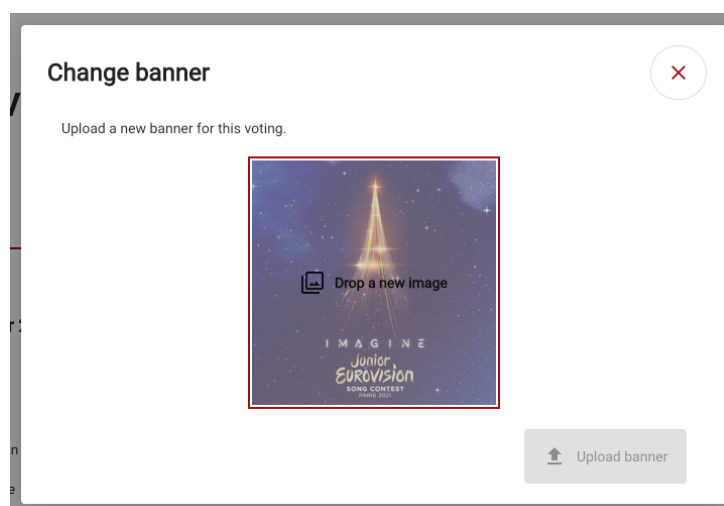 Change banner
Upload a new banner for this voting.
Drop a new image
IMAGINE
Junior
EUROVISION
SONG CONTEST
PARIS 2021
Upload banner